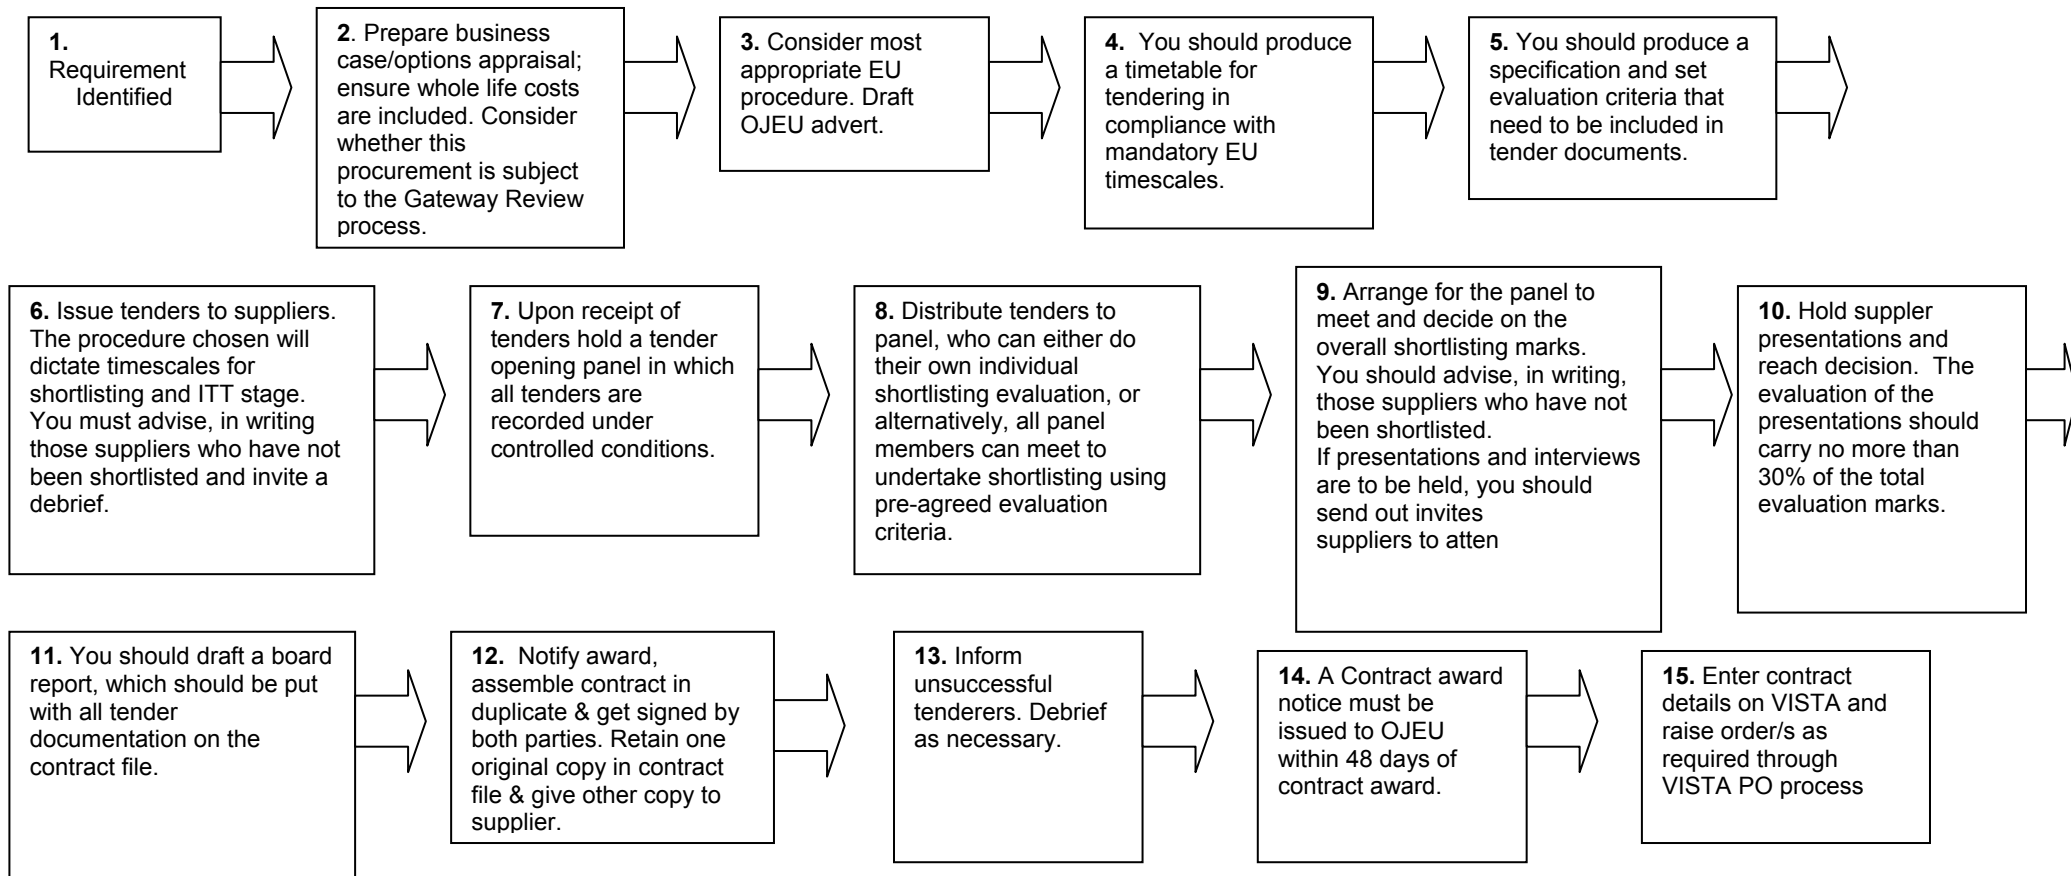 1.
Requirement
Identified
2. Prepare business
case/options appraisal;
ensure whole life costs
are included. Consider
whether this
procurement is subject
to the Gateway Review
process.
3. Consider most
appropriate EU
procedure. Draft
OJEU advert.
4. You should produce
a timetable for
tendering in
compliance with
mandatory EU
timescales.
5. You should produce a
specification and set
evaluation criteria that
need to be included in
tender documents.
6. Issue tenders to suppliers.
The procedure chosen will
dictate timescales for
shortlisting and ITT stage.
You must advise, in writing
those suppliers who have not
been shortlisted and invite a
debrief.
7. Upon receipt of
tenders hold a tender
opening panel in which
all tenders are
recorded under
controlled conditions.
8. Distribute tenders to
panel, who can either do
their own individual
shortlisting evaluation, or
alternatively, all panel
members can meet to
undertake shortlisting using
pre-agreed evaluation
criteria.
9. Arrange for the panel to
meet and decide on the
overall shortlisting marks.
You should advise, in writing,
those suppliers who have not
been shortlisted.
If presentations and interviews
are to be held, you should
send out invites
suppliers to atten
10. Hold suppler
presentations and
reach decision. The
evaluation of the
presentations should
carry no more than
30% of the total
evaluation marks.
11. You should draft a board
report, which should be put
with all tender
documentation on the
contract file.
12. Notify award,
assemble contract in
duplicate & get signed by
both parties. Retain one
original copy in contract
file & give other copy to
supplier.
13. Inform
unsuccessful
tenderers. Debrief
as necessary.
14. A Contract award
notice must be
issued to OJEU
within 48 days of
contract award.
15. Enter contract
details on VISTA and
raise order/s as
required through
VISTA PO process